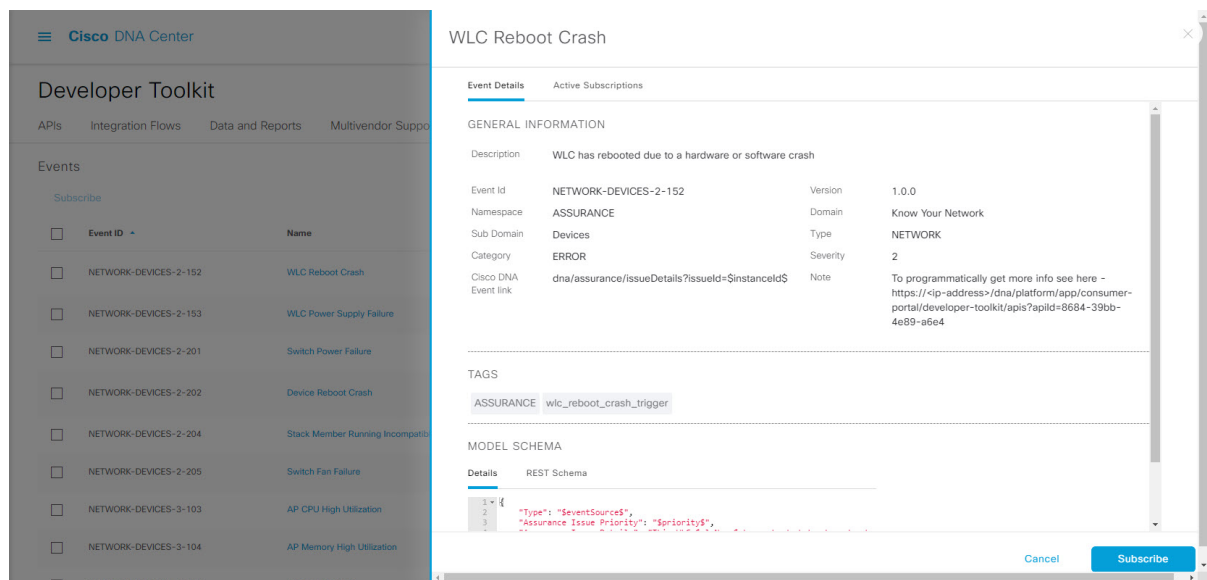 Cisco DNA Center
Developer Toolkit
APIs Integration Flows Data and Reports Multivendor Suppo
Events
Subscribe
Event ID Name
NETWORK-DEVICES-2-152 WLC Reboot Crash
NETWORK-DEVICES-2-153 WLC Power Supply Failure
NETWORK-DEVICES-2-201 Switch Power Failure
NETWORK-DEVICES-2-202 Device Reboot Crash
NETWORK-DEVICES-2-204 Stack Member Running Incompatib
NETWORK-DEVICES-2-205 Switch Fan Failure
NETWORK-DEVICES-3-103 AP CPU High Utilization
NETWORK-DEVICES-3-104 AP Memory High Utilization
WLC Reboot Crash
Event Details Active Subscriptions
GENERAL INFORMATION
Description WLC has rebooted due to a hardware or software crash
Event Id NETWORK-DEVICES-2-152 Version 1.0.0
Namespace ASSURANCE Domain Know Your Network
Sub Domain Devices Type NETWORK
Category ERROR Severity 2
Cisco DNA dna/assurance/issueDetails?issueId=$instanceId$ Note To programmatically get more info see here -
Event link https://<ip-address>/dna/platform/app/consumer-
portal/developer-toolkit/apis?apiId=8684-39bb-
4e89-a6e4
TAGS
ASSURANCE wlc_reboot_crash_trigger
MODEL SCHEMA
Details REST Schema
1 {
2 "Type": "$eventSource$",
3 "Assurance Issue Priority": "$priority$",
Cancel Subscribe